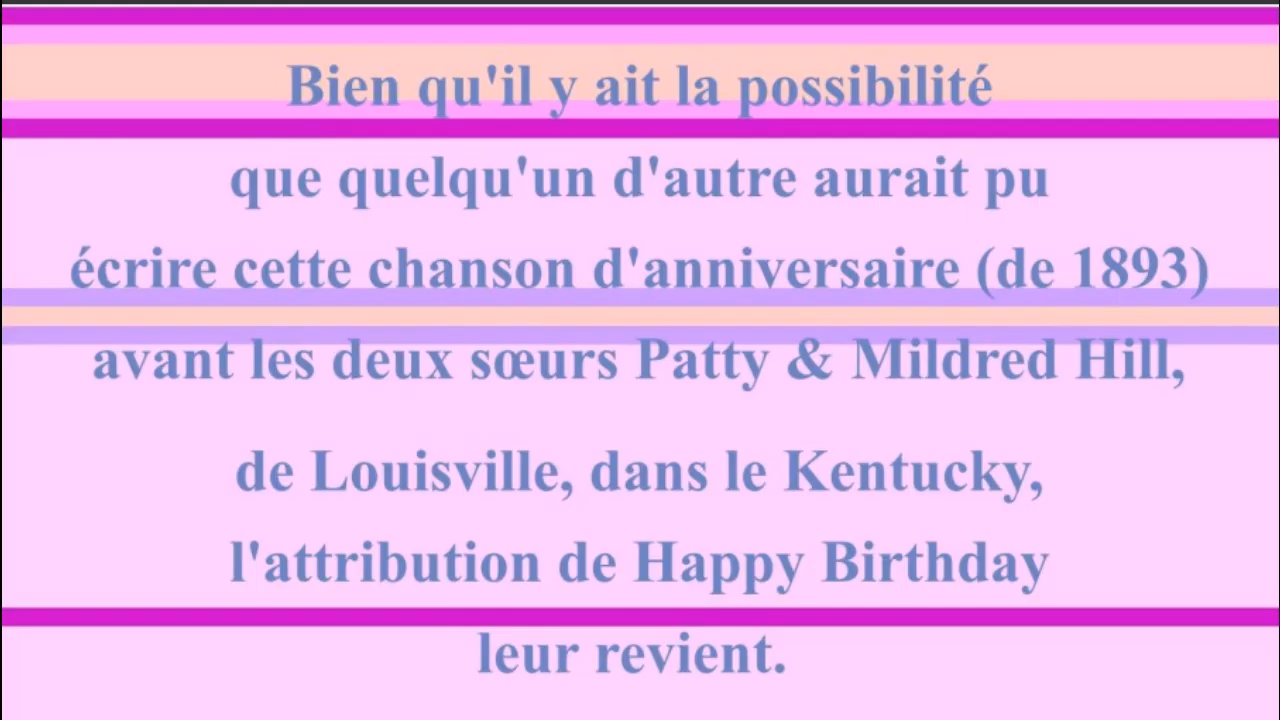 Bien qu'il y ait la possibilité
que quelqu'un d'autre aurait pu
écrire cette chanson d'anniversaire (de 1893)
avant les deux sœurs Patty & Mildred Hill,
de Louisville, dans le Kentucky,
l'attribution de Happy Birthday
leur revient.